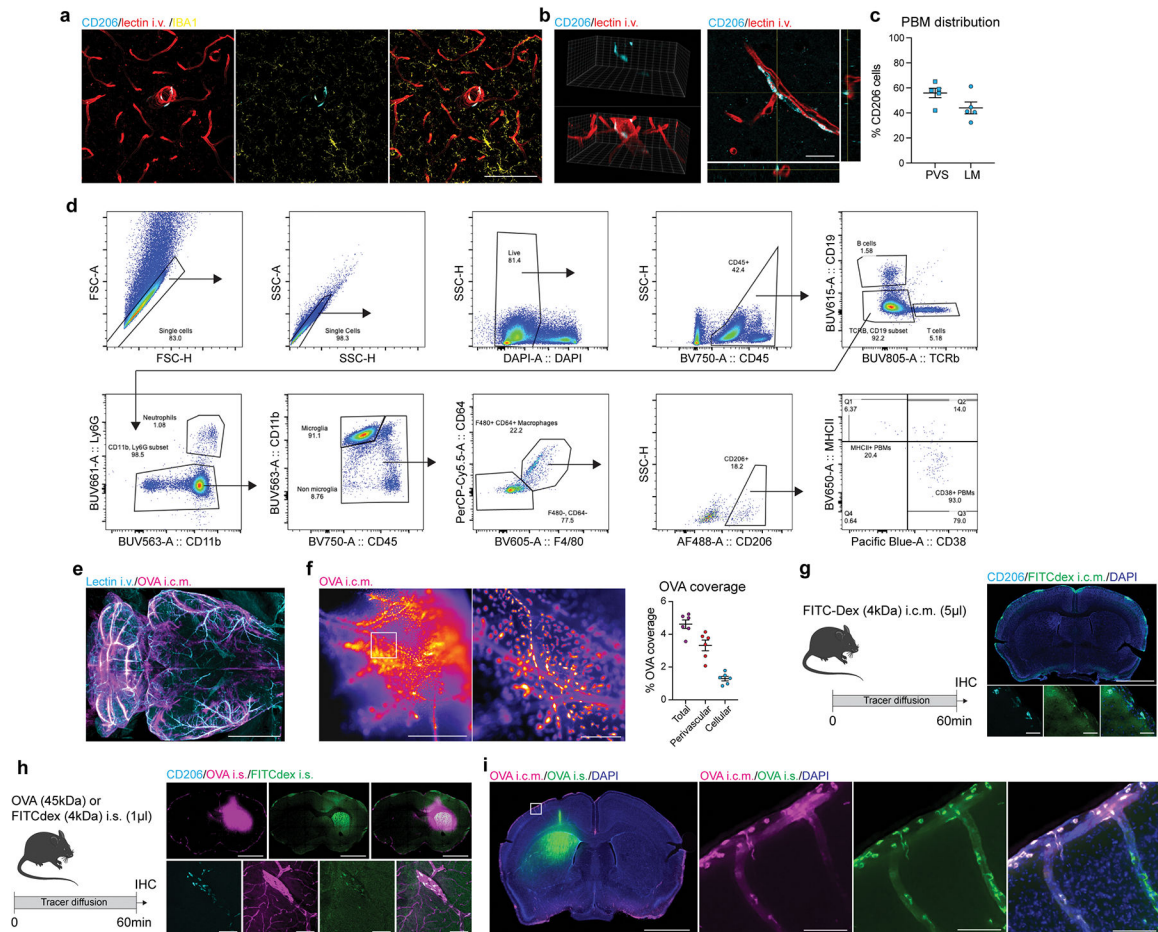 a
CD206/lectin i.v. /IBA1
b
CD206/lectin i.v.
c
PBM distribution
% CD206 cells
100
80
60
40
20
0
PVS
LM
d
FSC-A
Single cells
83.0
FSC-H
SSC-A
Single Cells
98.3
SSC-H
SSC-H
Live
81.4
DAPI-A :: DAPI
SSC-H
CD45+
42.4
BV750-A :: CD45
BUV615-A :: CD19
B cells
1.58
TCRB, CD19 subset
92.2
T cells
5.18
BUV805-A :: TCRb
BUV661-A :: Ly6G
Neutrophils
1.08
CD11b, Ly6G subset
98.5
BUV563-A :: CD11b
BUV563-A :: CD11b
Microglia
91.1
Non microglia
8.76
BV750-A :: CD45
PerCP-Cy5.5-A :: CD64
F480+ CD64+ Macrophages
22.2
F480-, CD64-
77.5
BV605-A :: F4/80
SSC-H
CD206+
18.2
AF488-A :: CD206
BV650-A :: MHCII
Q1
6.37
Q2
14.0
MHCII+ PBMs
20.4
CD38+ PBMs
93.0
Q4
0.64
Q3
79.0
Pacific Blue-A :: CD38
e
Lectin i.v./OVA i.c.m.
f
OVA i.c.m.
OVA coverage
% OVA coverage
6
4
2
0
Total
Perivascular
Cellular
g
CD206/FITCdex i.c.m./DAPI
FITC-Dex (4kDa) i.c.m. (5µl)
IHC
Tracer diffusion
0
60min
h
CD206/OVA i.s./FITCdex i.s.
OVA (45kDa) or
FITCdex (4kDa) i.s. (1µl)
IHC
Tracer diffusion
0
60min
i
OVA i.c.m./OVA i.s./DAPI
OVA i.c.m./OVA i.s./DAPI